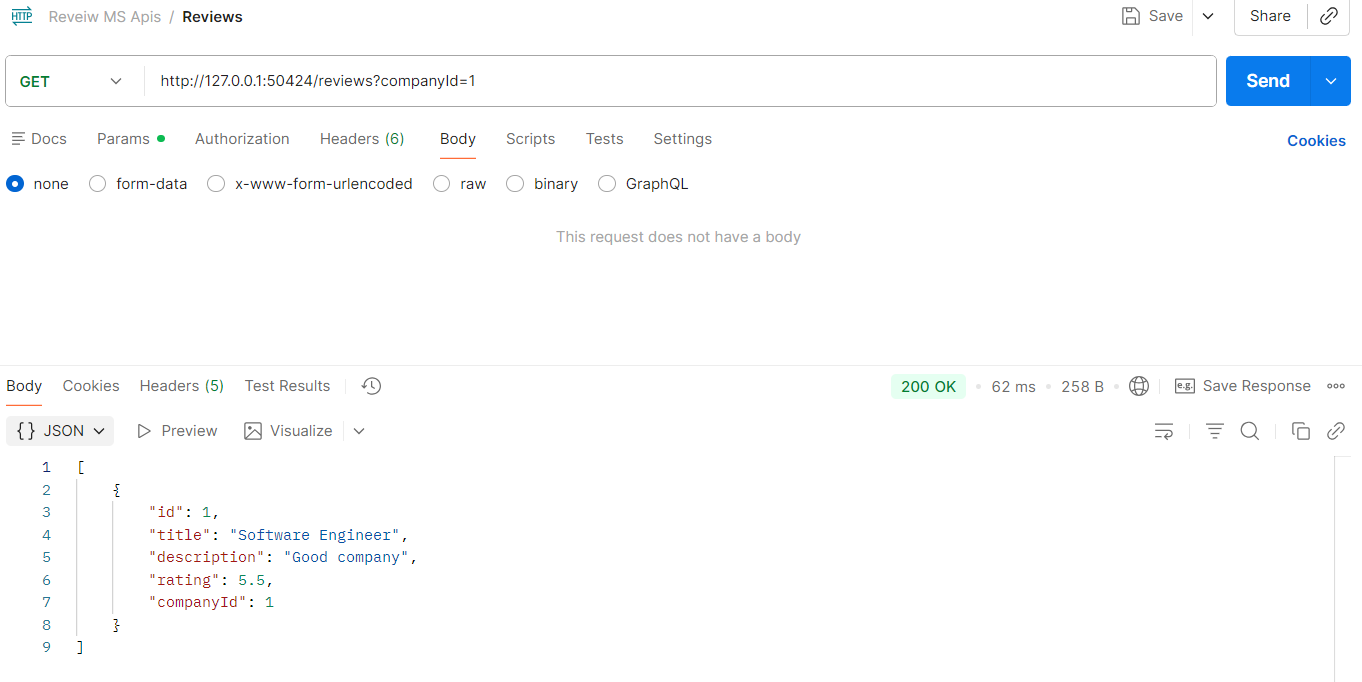 HTTP Reveiw MS Apis / Reviews Save Share
GET http://127.0.0.1:50424/reviews?companyId=1 Send
Docs Params Authorization Headers (6) Body Scripts Tests Settings Cookies
none form-data x-www-form-urlencoded raw binary GraphQL
This request does not have a body
Body Cookies Headers (5) Test Results 200 OK • 62 ms • 258 B • e.g. Save Response
{} JSON Preview Visualize
1 [
2 {
3 "id": 1,
4 "title": "Software Engineer",
5 "description": "Good company",
6 "rating": 5.5,
7 "companyId": 1
8 }
9 ]